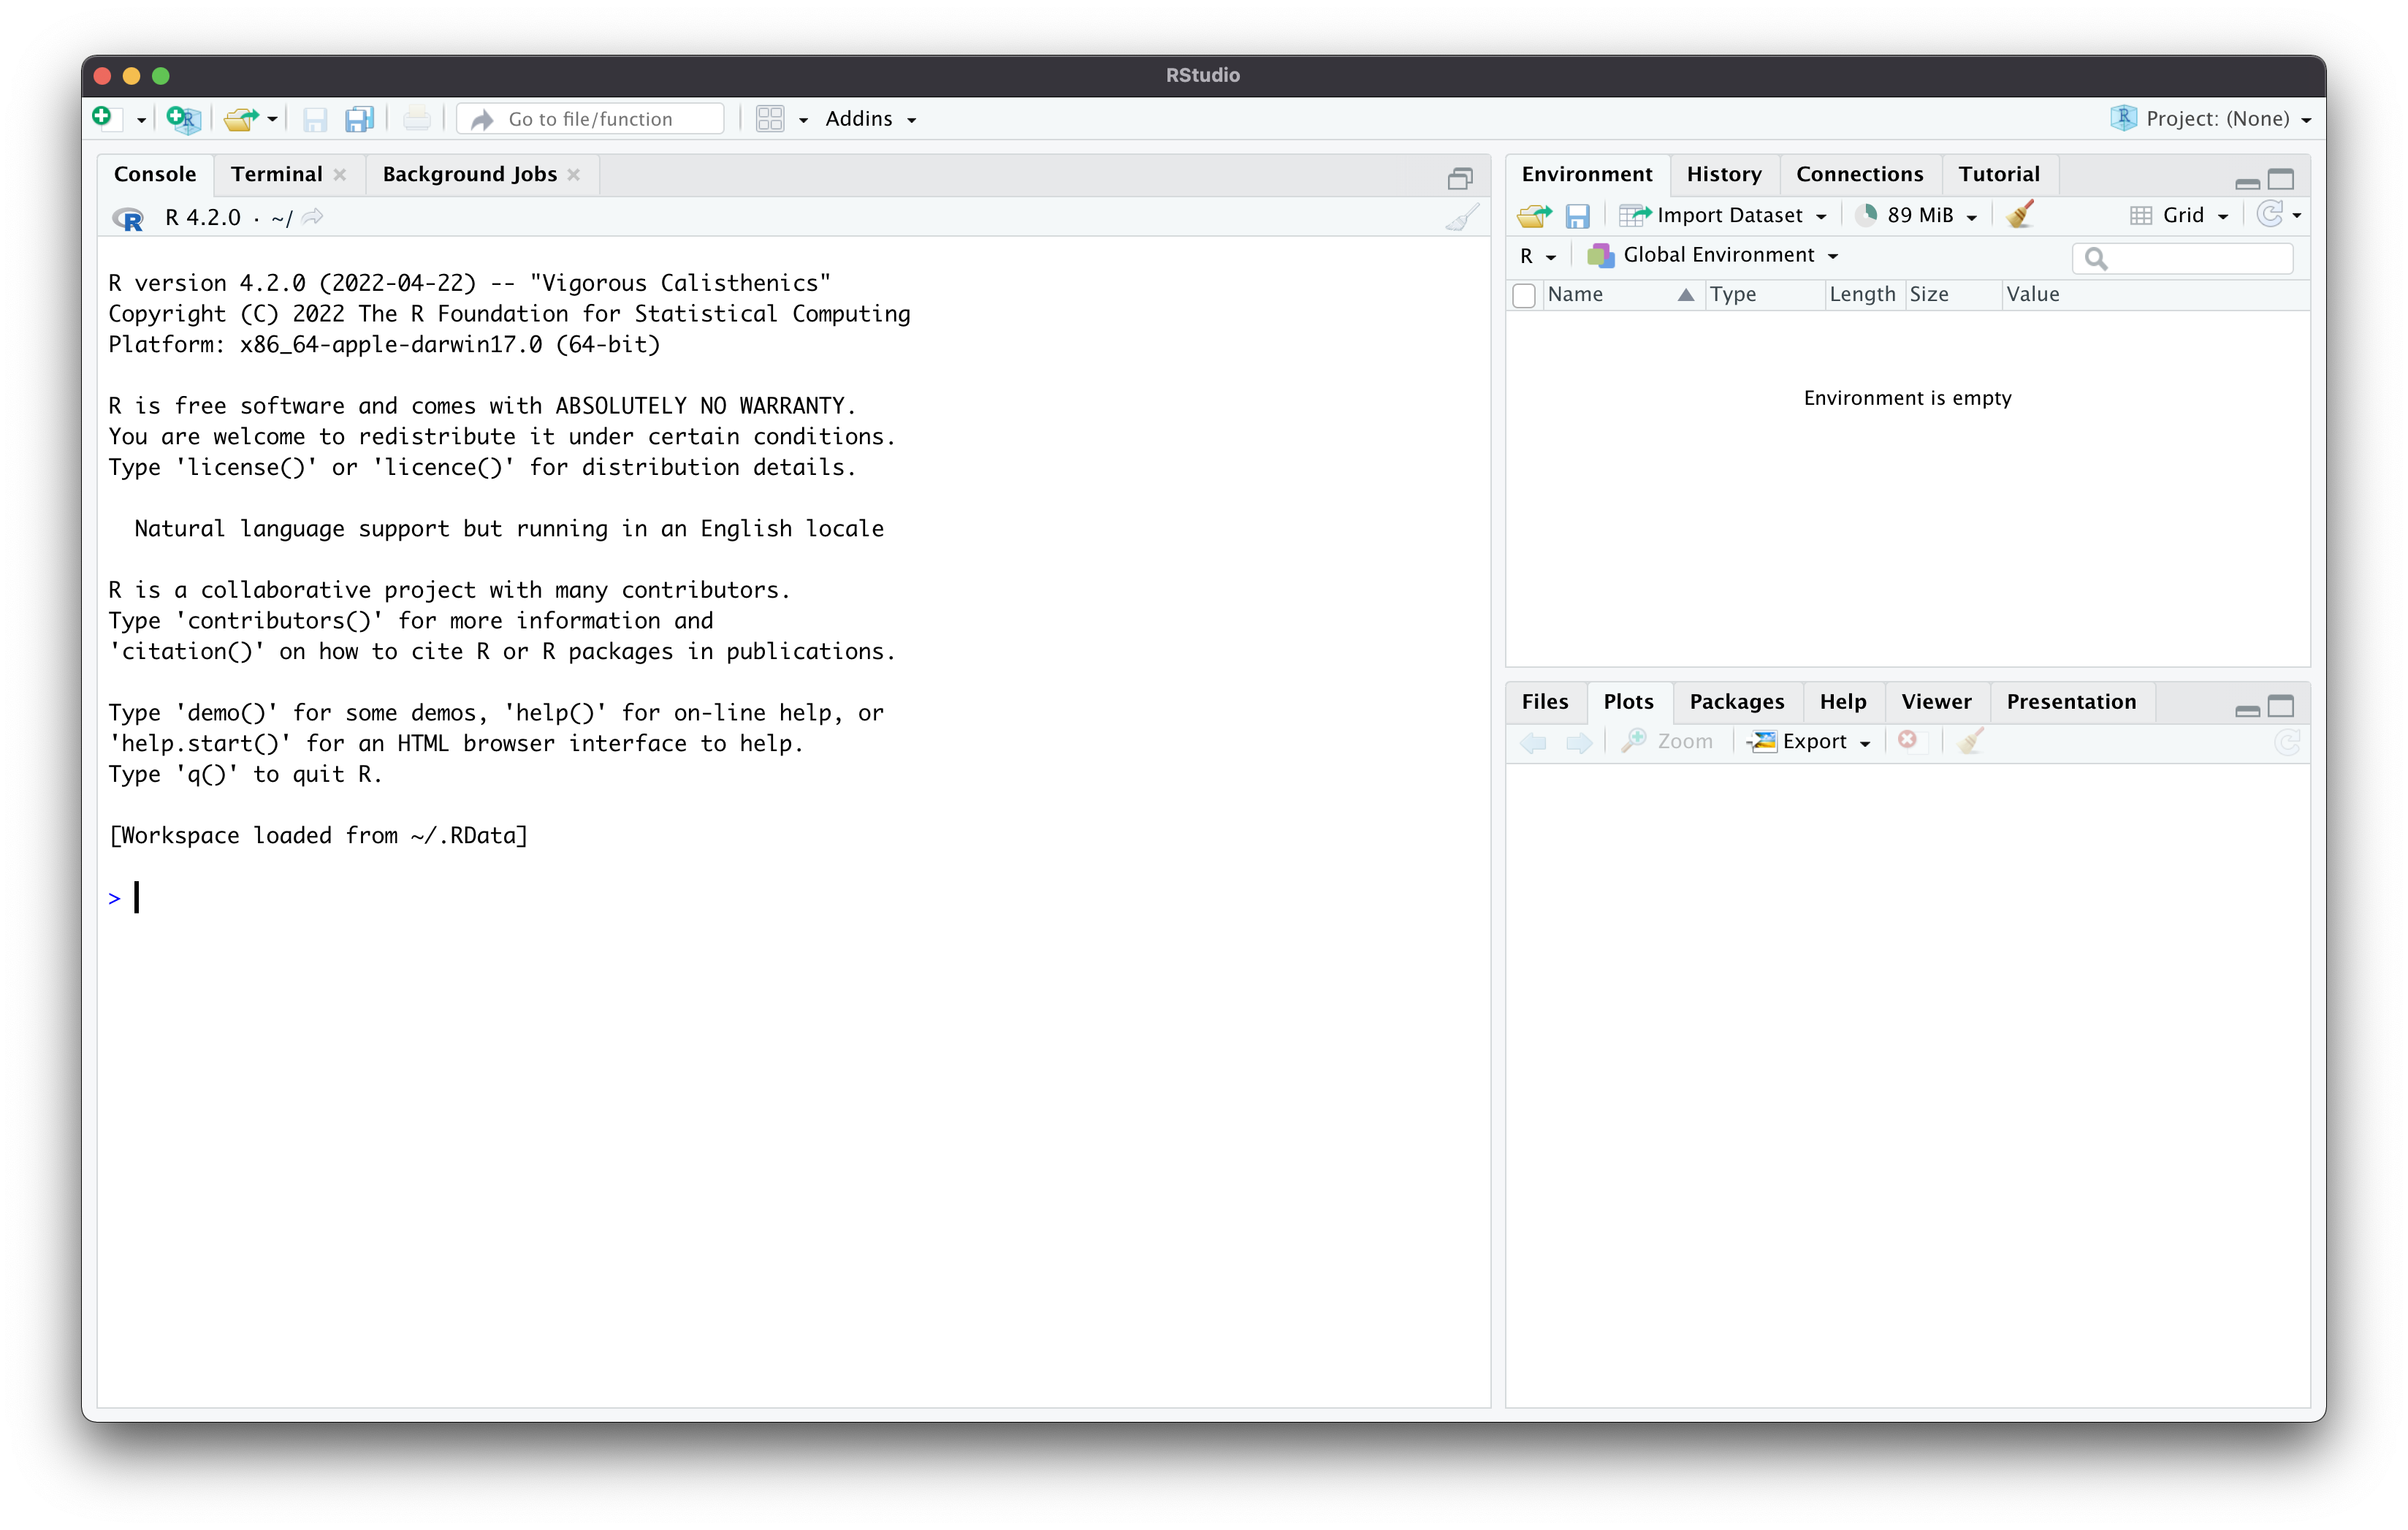 RStudio
Go to file/function
Addins
Project: (None)
Console
Terminal
Background Jobs
R 4.2.0 · ~/
R version 4.2.0 (2022-04-22) -- "Vigorous Calisthenics"
Copyright (C) 2022 The R Foundation for Statistical Computing
Platform: x86_64-apple-darwin17.0 (64-bit)
R is free software and comes with ABSOLUTELY NO WARRANTY.
You are welcome to redistribute it under certain conditions.
Type 'license()' or 'licence()' for distribution details.
Natural language support but running in an English locale
R is a collaborative project with many contributors.
Type 'contributors()' for more information and
'citation()' on how to cite R or R packages in publications.
Type 'demo()' for some demos, 'help()' for on-line help, or
'help.start()' for an HTML browser interface to help.
Type 'q()' to quit R.
[Workspace loaded from ~/.RData]
>
Environment
History
Connections
Tutorial
Import Dataset
89 MiB
Grid
R
Global Environment
Name
Type
Length
Size
Value
Environment is empty
Files
Plots
Packages
Help
Viewer
Presentation
Zoom
Export